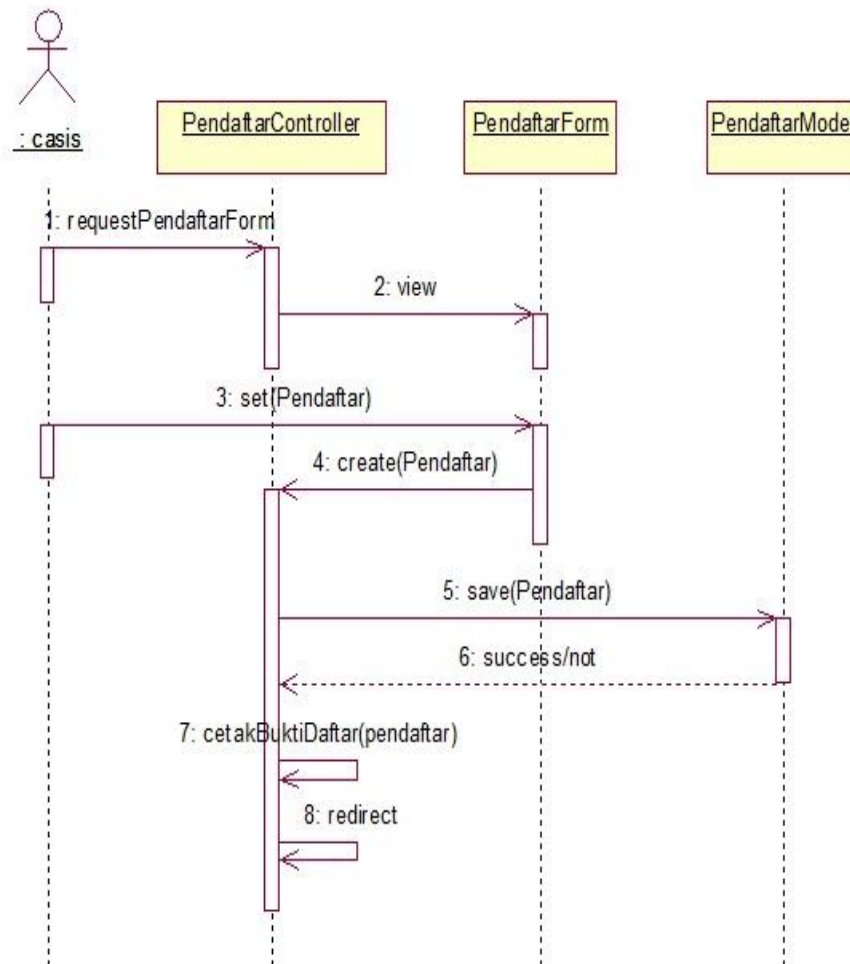 : casis
PendaftarController
PendaftarForm
PendaftarMode
1: requestPendaftarForm
2: view
3: set(Pendaftar)
4: create(Pendaftar)
5: save(Pendaftar)
6: success/not
7: cetakBuktiDaftar(pendaftar)
8: redirect